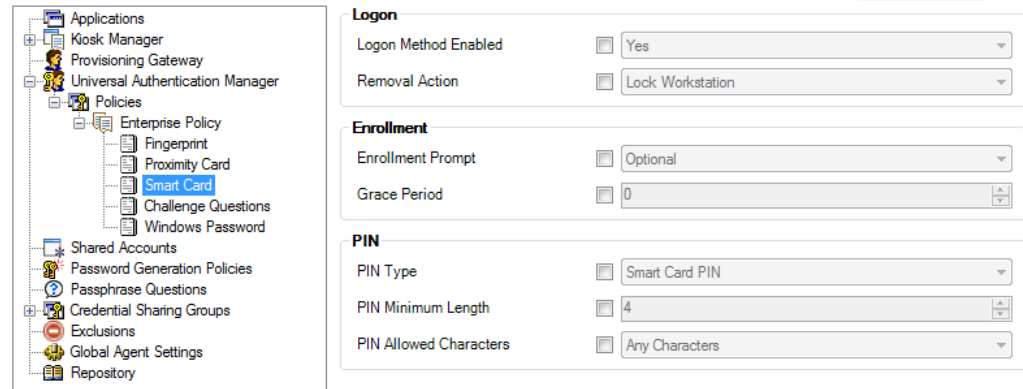 Applications
Kiosk Manager
Provisioning Gateway
Universal Authentication Manager
Policies
Enterprise Policy
Fingerprint
Proximity Card
Smart Card
Challenge Questions
Windows Password
Shared Accounts
Password Generation Policies
Passphrase Questions
Credential Sharing Groups
Exclusions
Global Agent Settings
Repository
Logon
Logon Method Enabled Yes
Removal Action Lock Workstation
Enrollment
Enrollment Prompt Optional
Grace Period 0
PIN
PIN Type Smart Card PIN
PIN Minimum Length 4
PIN Allowed Characters Any Characters